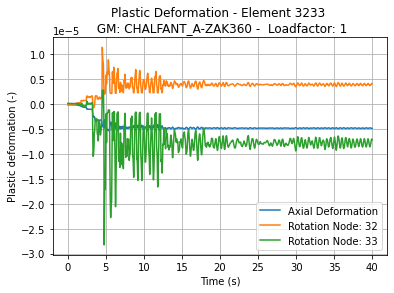 Plastic Deformation - Element 3233
GM: CHALFANT_A-ZAK360 - Loadfactor: 1
1e−5
1.0
0.5
0.0
−0.5
−1.0
−1.5
−2.0
−2.5
−3.0
Plastic deformation (-)
Axial Deformation
Rotation Node: 32
Rotation Node: 33
0 5 10 15 20 25 30 35 40
Time (s)